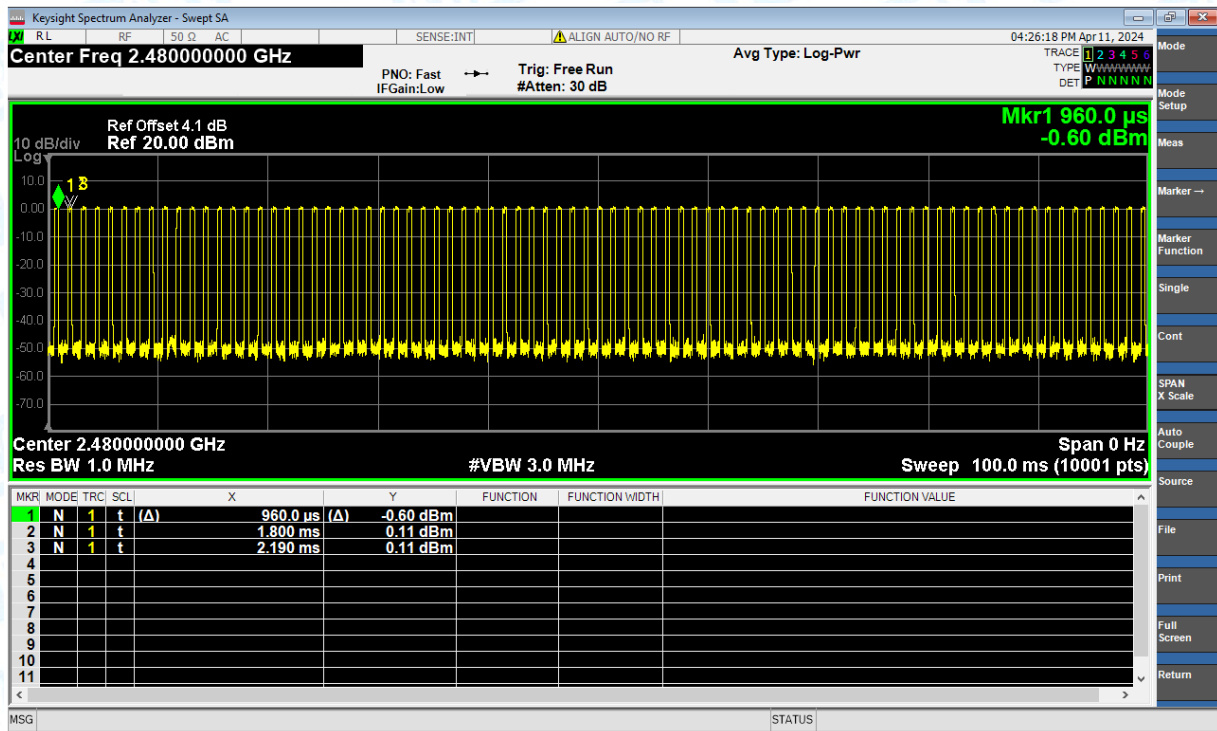 Keysight Spectrum Analyzer - Swept SA
LXI RL RF 50 Ω AC SENSE:INT ALIGN AUTO/NO RF 04:26:18 PM Apr 11, 2024
Center Freq 2.480000000 GHz
PNO: Fast
IFGain:Low
Trig: Free Run
#Atten: 30 dB
Avg Type: Log-Pwr
TRACE 1 2 3 4 5 6
TYPE WWWWWW
DET P N N N N N
Ref Offset 4.1 dB
10 dB/div Ref 20.00 dBm
Log
Mkr1 960.0 µs
-0.60 dBm
10.0
0.00
-10.0
-20.0
-30.0
-40.0
-50.0
-60.0
-70.0
1
3
Center 2.480000000 GHz Span 0 Hz
Res BW 1.0 MHz #VBW 3.0 MHz Sweep 100.0 ms (10001 pts)
MKR MODE TRC SCL X Y FUNCTION FUNCTION WIDTH FUNCTION VALUE
1 N 1 t (Δ) 960.0 µs (Δ) -0.60 dBm
2 N 1 t 1.800 ms 0.11 dBm
3 N 1 t 2.190 ms 0.11 dBm
4
5
6
7
8
9
10
11
MSG STATUS
Mode
Mode
Setup
Meas
Marker →
Marker
Function
Single
Cont
SPAN
X Scale
Auto
Couple
Source
File
Print
Full
Screen
Return